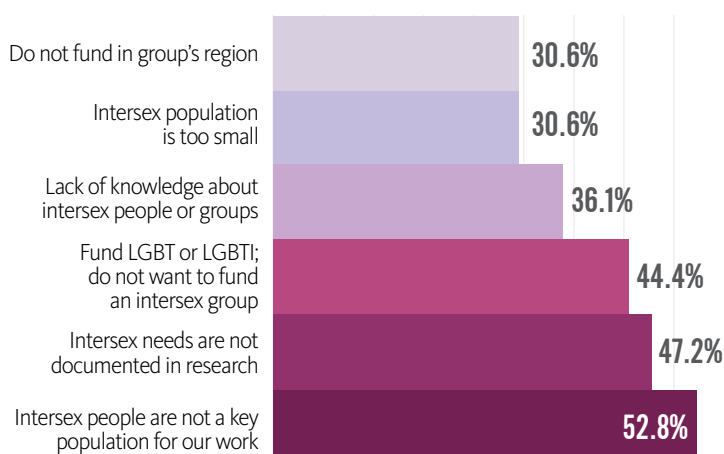 Do not fund in group's region
30.6%
Intersex population
is too small
30.6%
Lack of knowledge about
intersex people or groups
36.1%
Fund LGBT or LGBTI;
do not want to fund
an intersex group
44.4%
Intersex needs are not
documented in research
47.2%
Intersex people are not a key
population for our work
52.8%